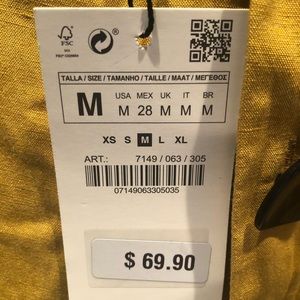 FSC
TALLA / SIZE / TAMANHO / TAILLE / MAAT / ΜΕΓΕΘΟΣ
M
USA MEX UK IT BR
M 28 M M M
XS S M L XL
ART.: 7149 / 063 / 305
07149063305035
$ 69.90